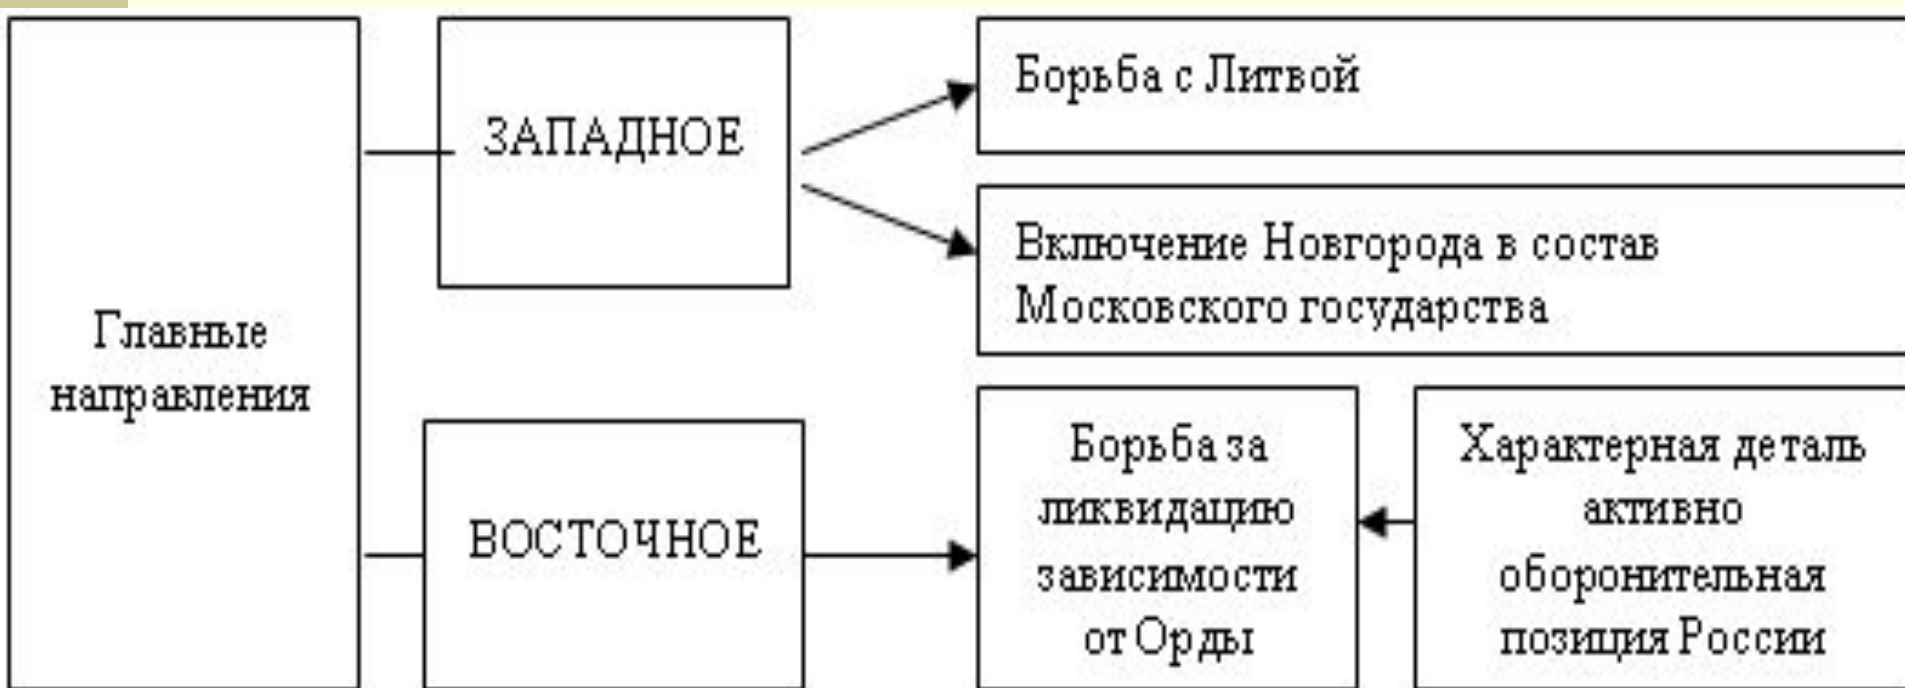 Главные
направления
ЗАПАДНОЕ
Борьба с Литвой
Включение Новгорода в состав
Московского государства
ВОСТОЧНОЕ
Борьба за
ликвидацию
зависимости
от Орды
Характерная деталь
активно
оборонительная
позиция России